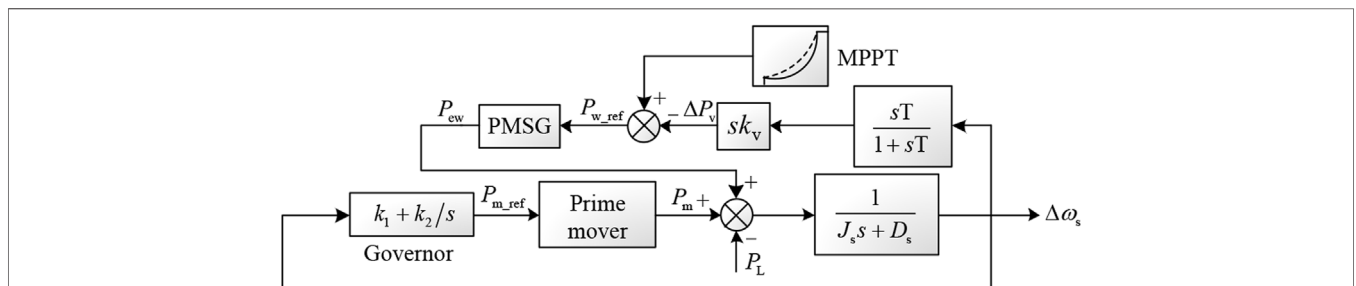 MPPT
+
P_ew
PMSG
P_w_ref
− ΔP_v
sk_v
sT
1 + sT
+
k_1 + k_2/s
P_m_ref
Prime
mover
P_m +
1
J_s s + D_s
Δω_s
Governor
−
P_L